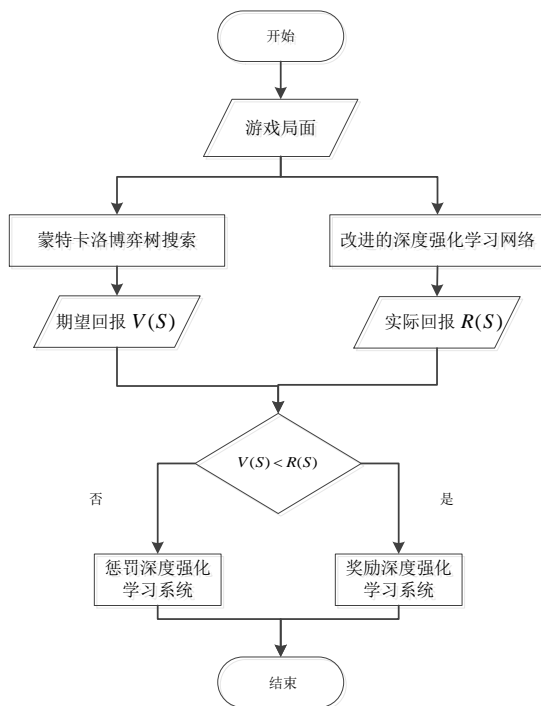 开始
游戏局面
蒙特卡洛博弈树搜索
改进的深度强化学习网络
期望回报 V(S)
实际回报 R(S)
V(S)<R(S)
否
是
惩罚深度强化
学习系统
奖励深度强化
学习系统
结束